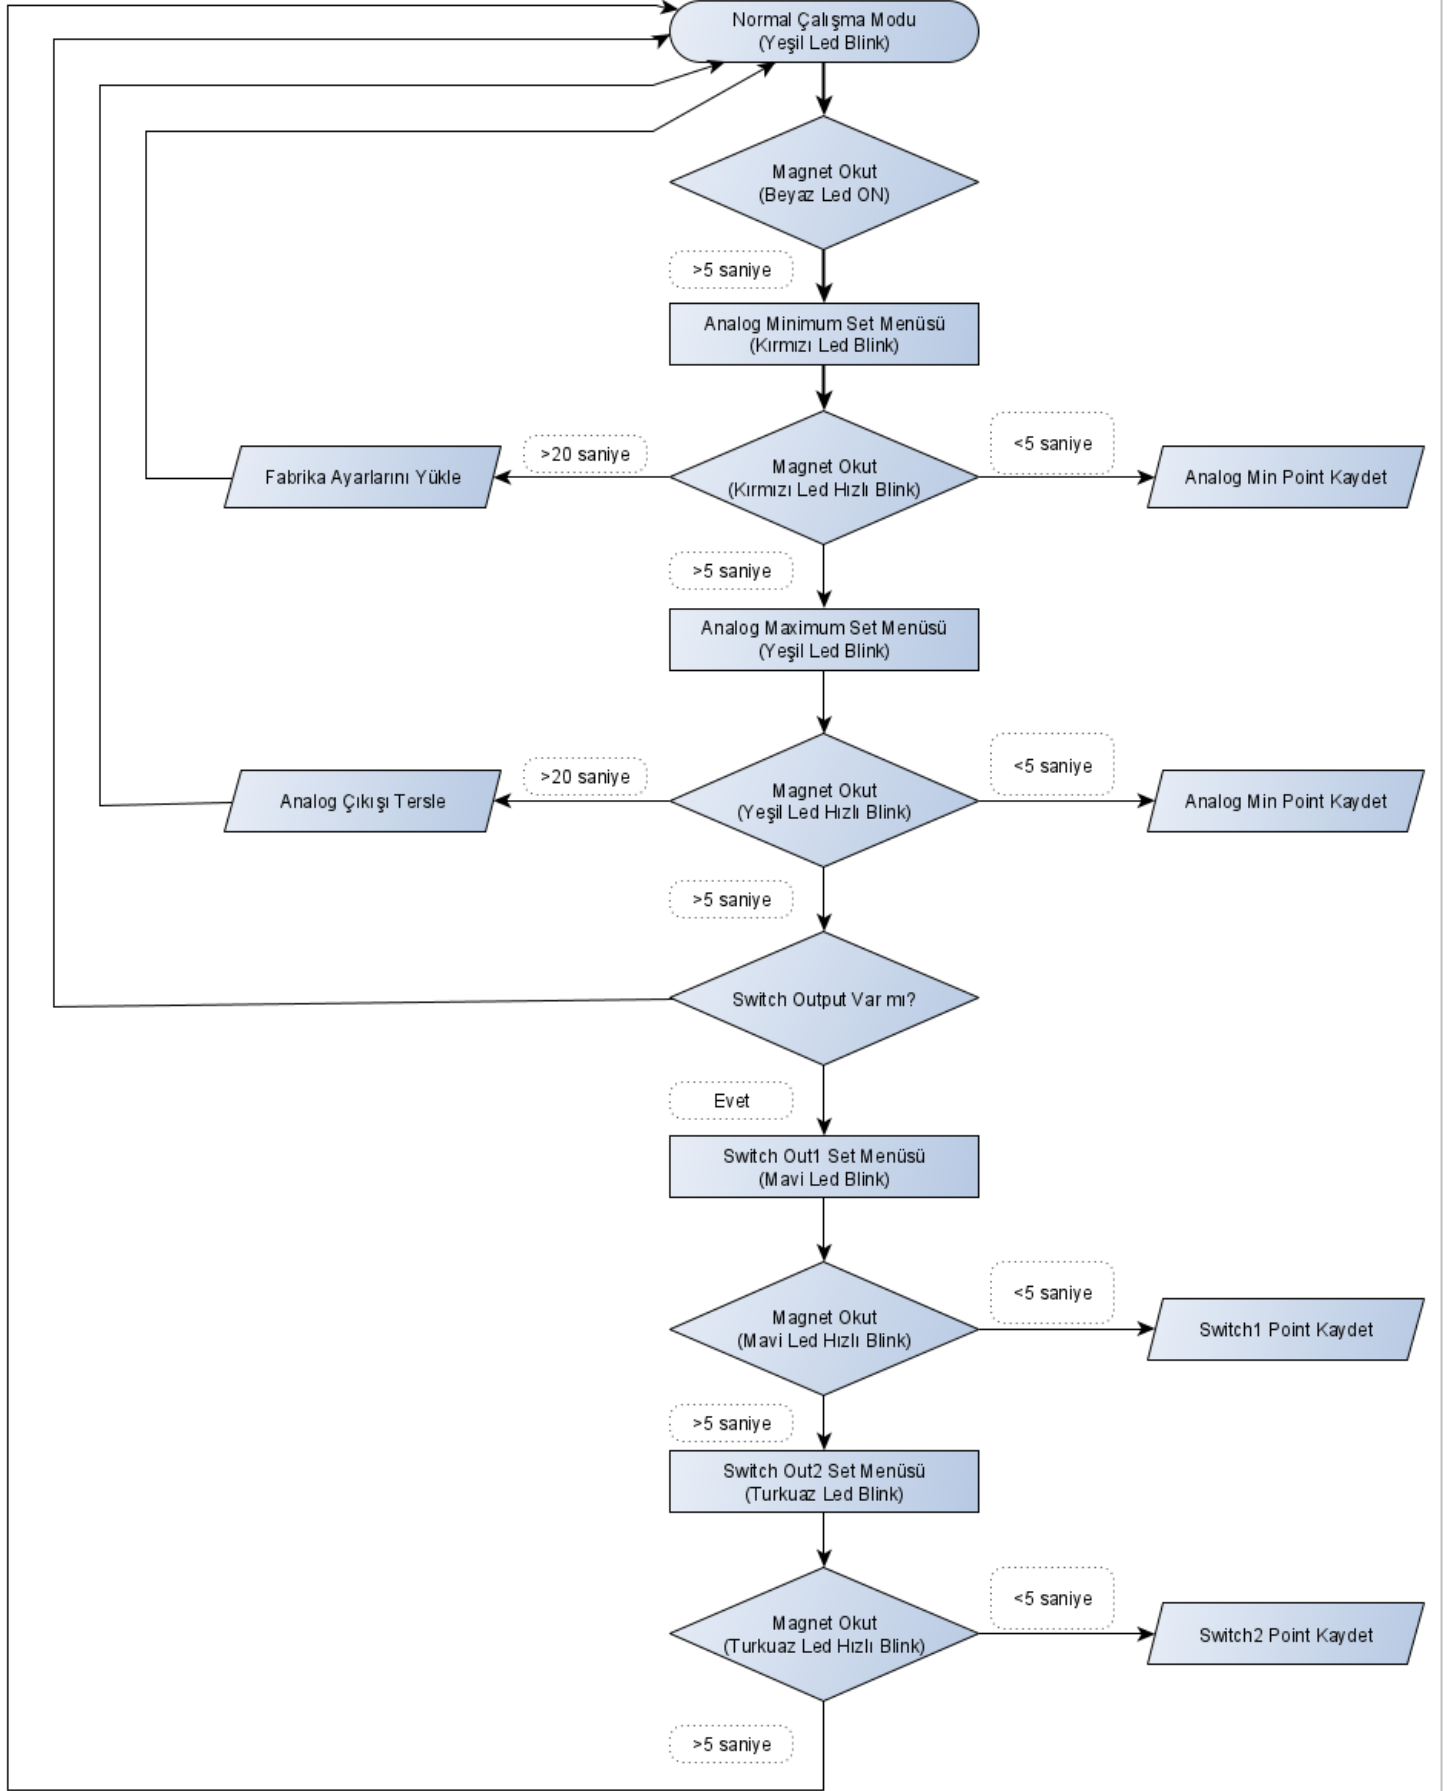 Normal Çalışma Modu
(Yeşil Led Blink)
Magnet Okut
(Beyaz Led ON)
>5 saniye
Analog Minimum Set Menüsü
(Kırmızı Led Blink)
<5 saniye
>20 saniye
Magnet Okut
(Kırmızı Led Hızlı Blink)
Fabrika Ayarlarını Yükle
Analog Min Point Kaydet
>5 saniye
Analog Maximum Set Menüsü
(Yeşil Led Blink)
<5 saniye
>20 saniye
Magnet Okut
(Yeşil Led Hızlı Blink)
Analog Çıkışı Tersle
Analog Min Point Kaydet
>5 saniye
Switch Output Var mı?
Evet
Switch Out1 Set Menüsü
(Mavi Led Blink)
<5 saniye
Magnet Okut
(Mavi Led Hızlı Blink)
Switch1 Point Kaydet
>5 saniye
Switch Out2 Set Menüsü
(Turkuaz Led Blink)
<5 saniye
Magnet Okut
(Turkuaz Led Hızlı Blink)
Switch2 Point Kaydet
>5 saniye